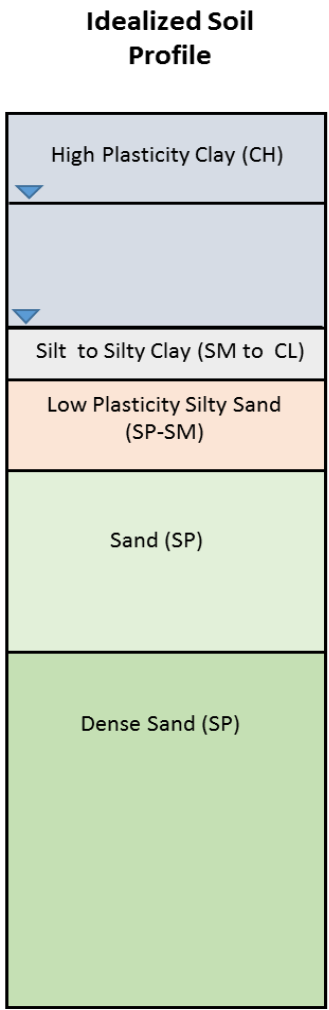 Idealized Soil
Profile
High Plasticity Clay (CH)
Silt to Silty Clay (SM to CL)
Low Plasticity Silty Sand
(SP-SM)
Sand (SP)
Dense Sand (SP)